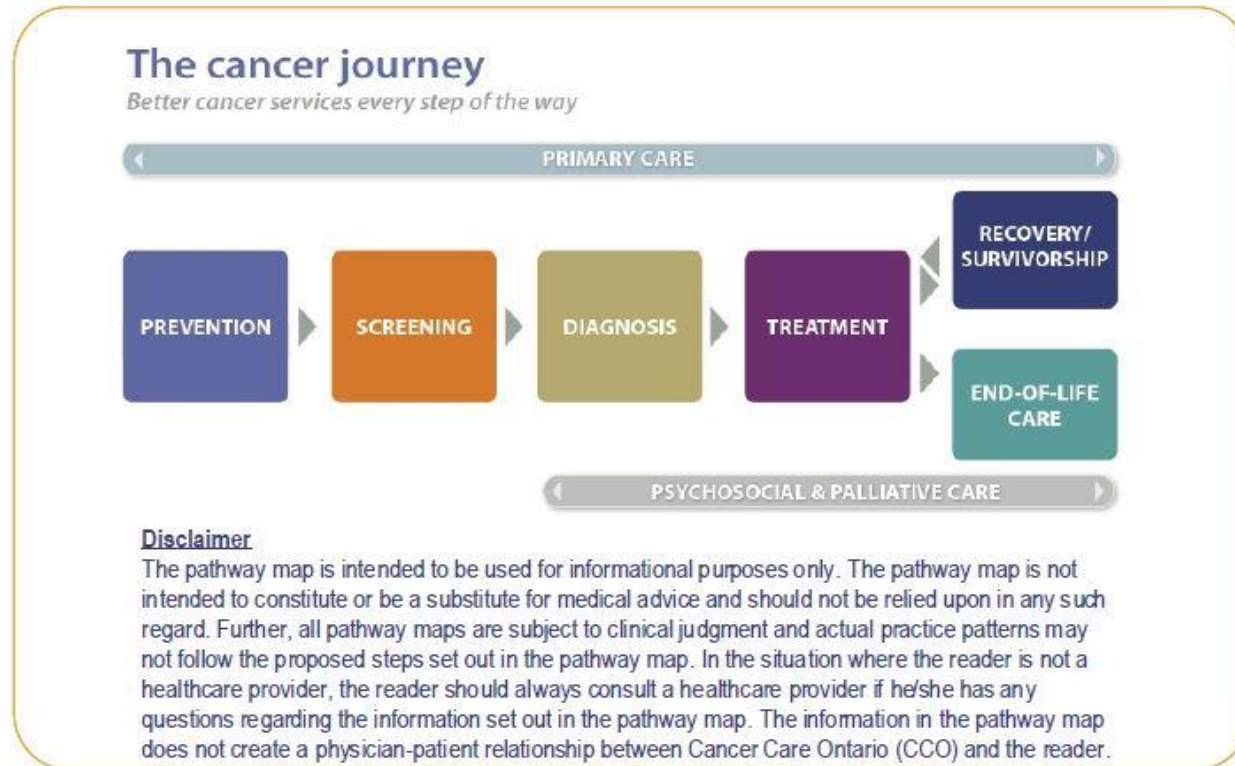 The cancer journey
Better cancer services every step of the way
PRIMARY CARE
PREVENTION
SCREENING
DIAGNOSIS
TREATMENT
RECOVERY/
SURVIVORSHIP
END-OF-LIFE
CARE
PSYCHOSOCIAL & PALLIATIVE CARE
Disclaimer
The pathway map is intended to be used for informational purposes only. The pathway map is not
intended to constitute or be a substitute for medical advice and should not be relied upon in any such
regard. Further, all pathway maps are subject to clinical judgment and actual practice patterns may
not follow the proposed steps set out in the pathway map. In the situation where the reader is not a
healthcare provider, the reader should always consult a healthcare provider if he/she has any
questions regarding the information set out in the pathway map. The information in the pathway map
does not create a physician-patient relationship between Cancer Care Ontario (CCO) and the reader.